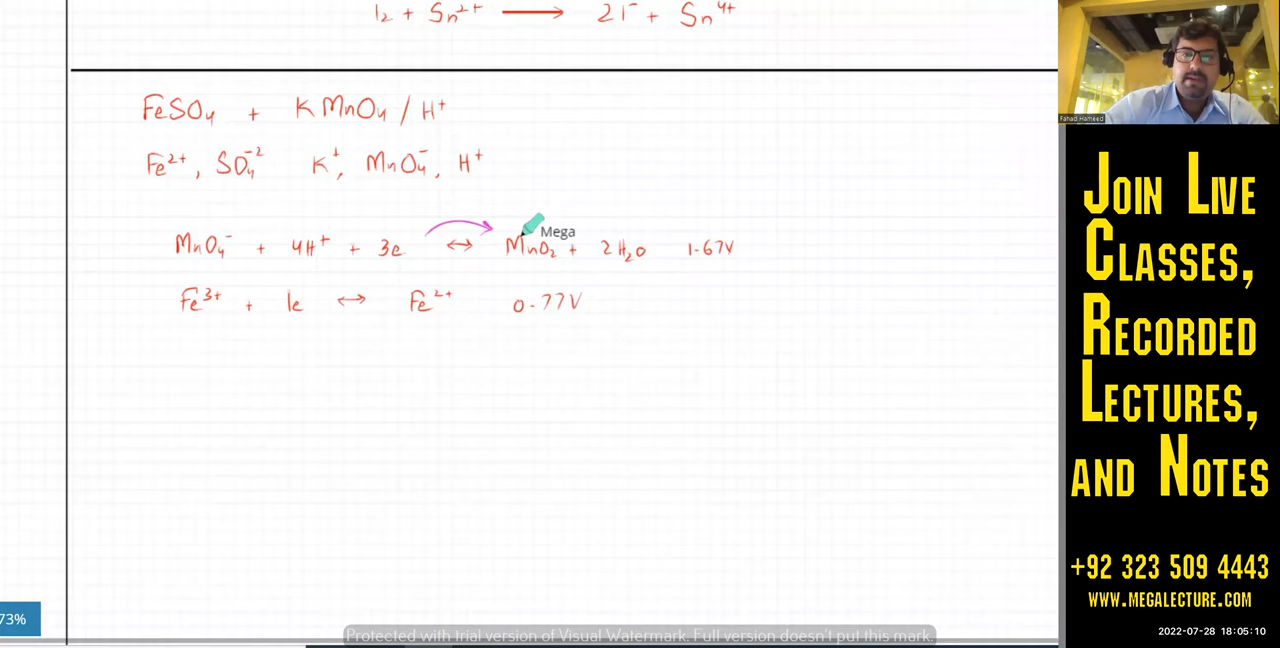 I₂ + Sn²⁺ ⟶ 2I⁻ + Sn⁴⁺
FeSO₄ + KMnO₄ / H⁺
Fe²⁺, SO₄⁻² K⁺, MnO₄⁻, H⁺
MnO₄⁻ + 4H⁺ + 3e ↔ MnO₂ + 2H₂O 1.67V
Mega
Fe³⁺ + 1e ↔ Fe²⁺ 0.77V
73%
Protected with trial version of Visual Watermark. Full version doesn't put this mark.
Fahad Hameed
JOIN LIVE
CLASSES,
RECORDED
LECTURES,
AND NOTES
+92 323 509 4443
WWW.MEGALECTURE.COM
2022-07-28 18:05:10